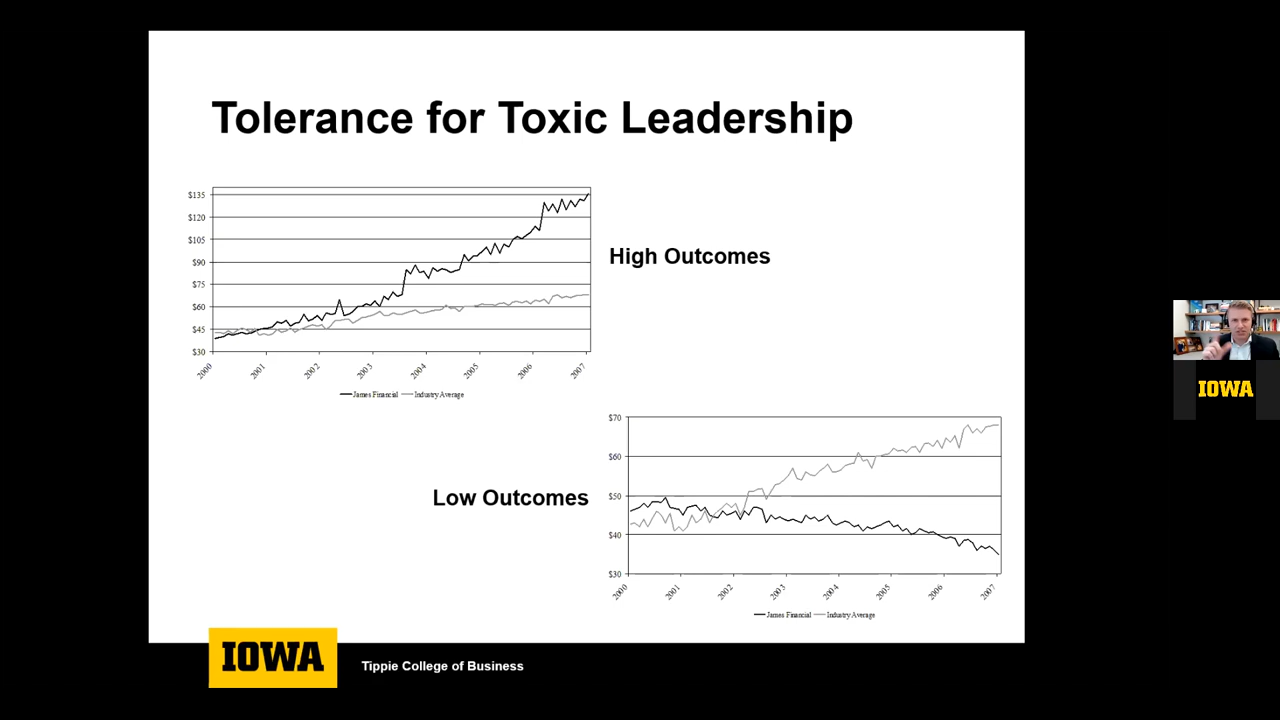 Tolerance for Toxic Leadership
$135
$120
$105
$90
$75
$60
$45
$30
2000
2001
2002
2003
2004
2005
2006
2007
James Financial
Industry Average
High Outcomes
Low Outcomes
$70
$60
$50
$40
$30
2000
2001
2002
2003
2004
2005
2006
2007
James Financial
Industry Average
IOWA
Tippie College of Business
IOWA